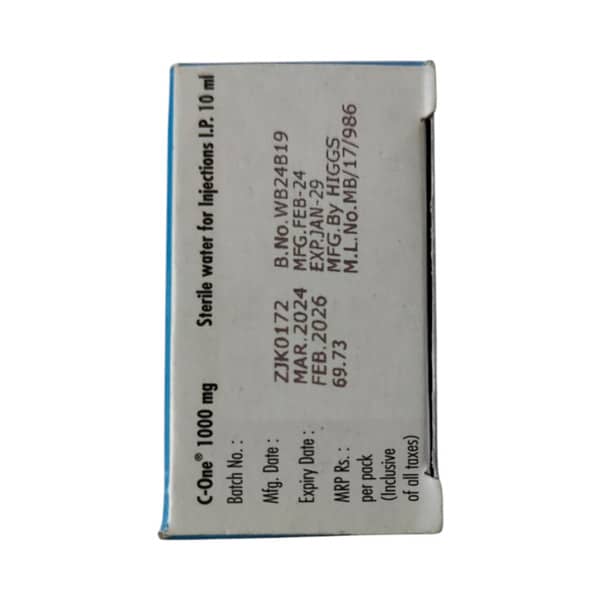 C-One® 1000 mg Sterile water for Injections I.P. 10 ml
Batch No. : ZJK0172 B.No.WB24B19
Mfg. Date : MAR.2024 MFG.FEB-24
Expiry Date : FEB.2026 EXP.JAN-29
MRP Rs. : 69.73 MFG.By HIGGS
per pack M.L.No.MB/17/986
(Inclusive
of all taxes)